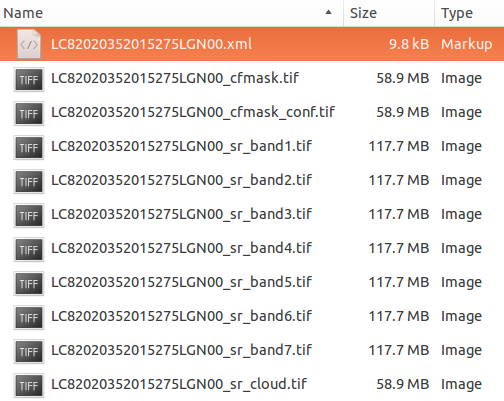 Name Size Type
</> LC82020352015275LGN00.xml 9.8 kB Markup
TIFF LC82020352015275LGN00_cfmask.tif 58.9 MB Image
TIFF LC82020352015275LGN00_cfmask_conf.tif 58.9 MB Image
TIFF LC82020352015275LGN00_sr_band1.tif 117.7 MB Image
TIFF LC82020352015275LGN00_sr_band2.tif 117.7 MB Image
TIFF LC82020352015275LGN00_sr_band3.tif 117.7 MB Image
TIFF LC82020352015275LGN00_sr_band4.tif 117.7 MB Image
TIFF LC82020352015275LGN00_sr_band5.tif 117.7 MB Image
TIFF LC82020352015275LGN00_sr_band6.tif 117.7 MB Image
TIFF LC82020352015275LGN00_sr_band7.tif 117.7 MB Image
TIFF LC82020352015275LGN00_sr_cloud.tif 58.9 MB Image